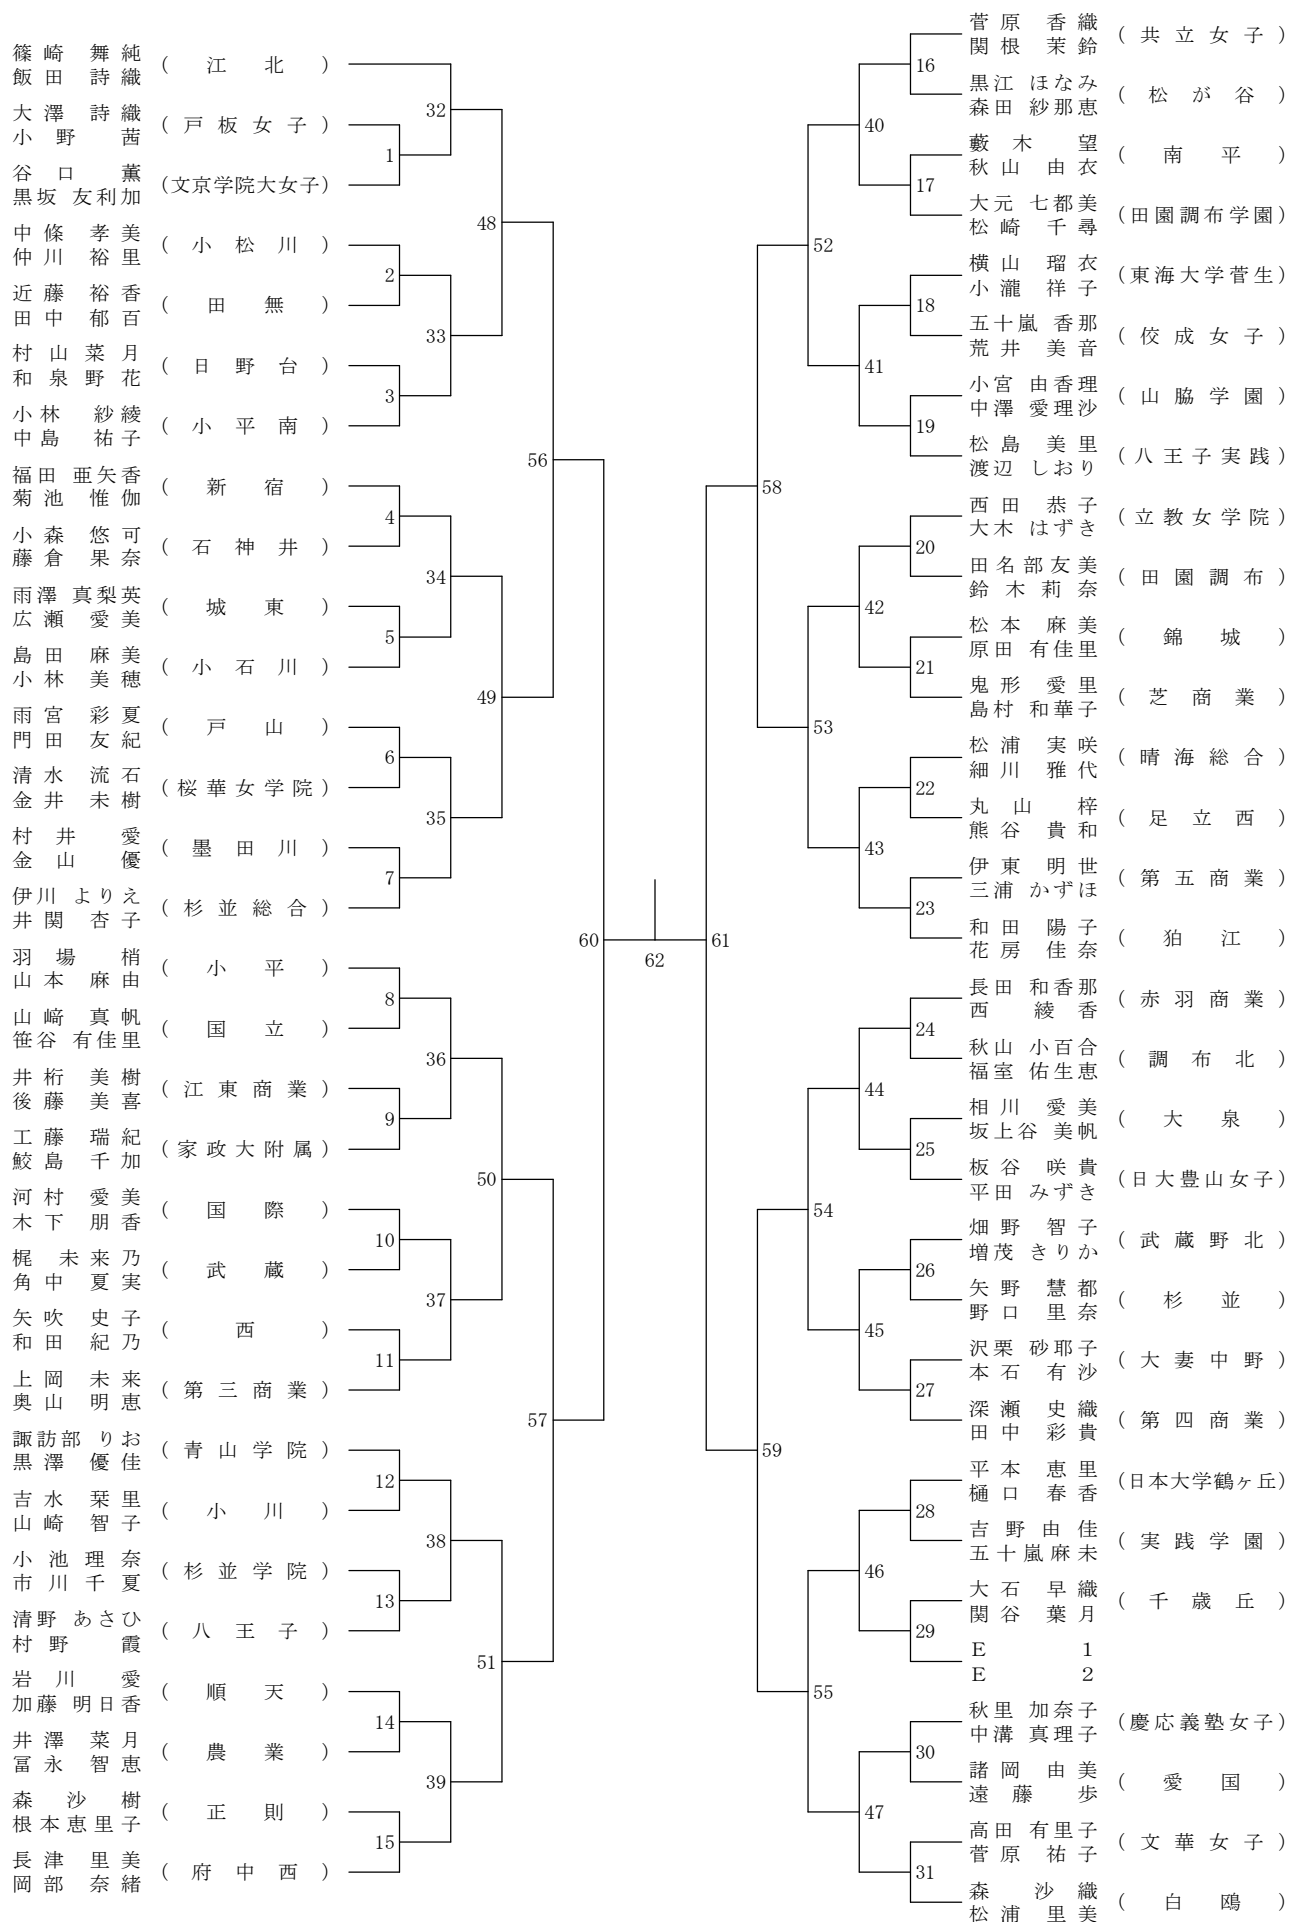 篠崎 舞純
飯田 詩織
( 江北 )
大澤 詩織
小野 茜
( 戸板女子 )
谷口 薫
黒坂 友利加
(文京学院大女子)
中條 孝美
仲川 裕里
( 小松川 )
近藤 裕香
田中 郁百
( 田無 )
村山菜月
和泉野花
( 日野台 )
小林 紗綾
中島 祐子
( 小平南 )
福田 亜矢香
菊池 惟伽
( 新宿 )
小森 悠可
藤倉 果奈
( 石神井 )
雨澤 真梨英
広瀬 愛美
( 城東 )
島田 麻美
小林 美穂
( 小石川 )
雨宮 彩夏
門田 友紀
( 戸山 )
清水 流石
金井 未樹
( 桜華女学院 )
村井 愛
金山 優
( 墨田川 )
伊川 よりえ
井関 杏子
( 杉並総合 )
羽場 梢
山本 麻由
( 小平 )
山﨑 真帆
笹谷 有佳里
( 国立 )
井桁 美樹
後藤 美喜
( 江東商業 )
工藤 瑞紀
鮫島 千加
( 家政大附属 )
河村 愛美
木下 朋香
( 国際 )
梶 未来乃
角中 夏実
( 武蔵 )
矢吹 史子
和田 紀乃
( 西 )
上岡 未来
奥山 明恵
( 第三商業 )
諏訪部 りお
黒澤 優佳
( 青山学院 )
吉水 栞里
山崎 智子
( 小川 )
小池理奈
市川千夏
( 杉並学院 )
清野 あさひ
村野 霞
( 八王子 )
岩川 愛
加藤 明日香
( 順天 )
井澤 菜月
冨永 智恵
( 農業 )
森 沙樹
根本恵里子
( 正則 )
長津 里美
岡部 奈緒
( 府中西 )
1
2
3
4
5
6
7
8
9
10
11
12
13
14
15
32
33
34
35
36
37
38
39
48
49
50
51
56
57
60
62
61
58
59
52
53
54
55
40
41
42
43
44
45
46
47
16
17
18
19
20
21
22
23
24
25
26
27
28
29
30
31
菅原 香織
関根 茉鈴
( 共立女子 )
黒江 ほなみ
森田 紗那恵
( 松が谷 )
藪木 望
秋山 由衣
( 南平 )
大元 七都美
松崎 千尋
(田園調布学園)
横山 瑠衣
小瀧 祥子
(東海大学菅生)
五十嵐 香那
荒井 美音
( 佼成女子 )
小宮 由香理
中澤 愛理沙
( 山脇学園 )
松島 美里
渡辺 しおり
( 八王子実践 )
西田 恭子
大木 はずき
( 立教女学院 )
田名部友美
鈴木莉奈
( 田園調布 )
松本 麻美
原田 有佳里
( 錦城 )
鬼形 愛里
島村 和華子
( 芝商業 )
松浦 実咲
細川 雅代
( 晴海総合 )
丸山 梓
熊谷 貴和
( 足立西 )
伊東 明世
三浦 かずほ
( 第五商業 )
和田 陽子
花房 佳奈
( 狛江 )
長田 和香那
西 綾香
( 赤羽商業 )
秋山 小百合
福室 佑生恵
( 調布北 )
相川 愛美
坂上谷 美帆
( 大泉 )
板谷 咲貴
平田 みずき
(日大豊山女子)
畑野 智子
増茂 きりか
( 武蔵野北 )
矢野 慧都
野口 里奈
( 杉並 )
沢栗 砂耶子
本石 有沙
( 大妻中野 )
深瀬 史織
田中 彩貴
( 第四商業 )
平本 恵里
樋口 春香
(日本大学鶴ヶ丘)
吉野由佳
五十嵐麻未
( 実践学園 )
大石 早織
関谷 葉月
( 千歳丘 )
E 1
E 2
秋里 加奈子
中溝 真理子
(慶応義塾女子)
諸岡 由美
遠藤 歩
( 愛国 )
高田 有里子
菅原 祐子
( 文華女子 )
森 沙織
松浦 里美
( 白鴎 )